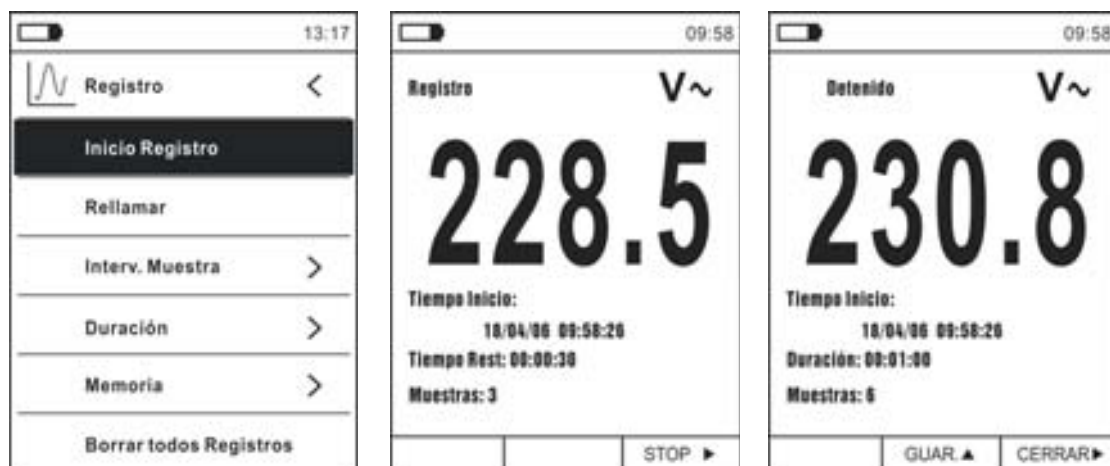 13:17
Registro <
Inicio Registro
Rellamar
Interv. Muestra >
Duración >
Memoria >
Borrar todos Registros
09:58
Registro V~
228.5
Tiempo Inicio:
18/04/06 09:58:26
Tiempo Rest: 00:00:30
Muestras: 3
STOP ▶
09:58
Detenido V~
230.8
Tiempo Inicio:
18/04/06 09:58:26
Duración: 00:01:00
Muestras: 6
GUAR.▲ CERRAR▶